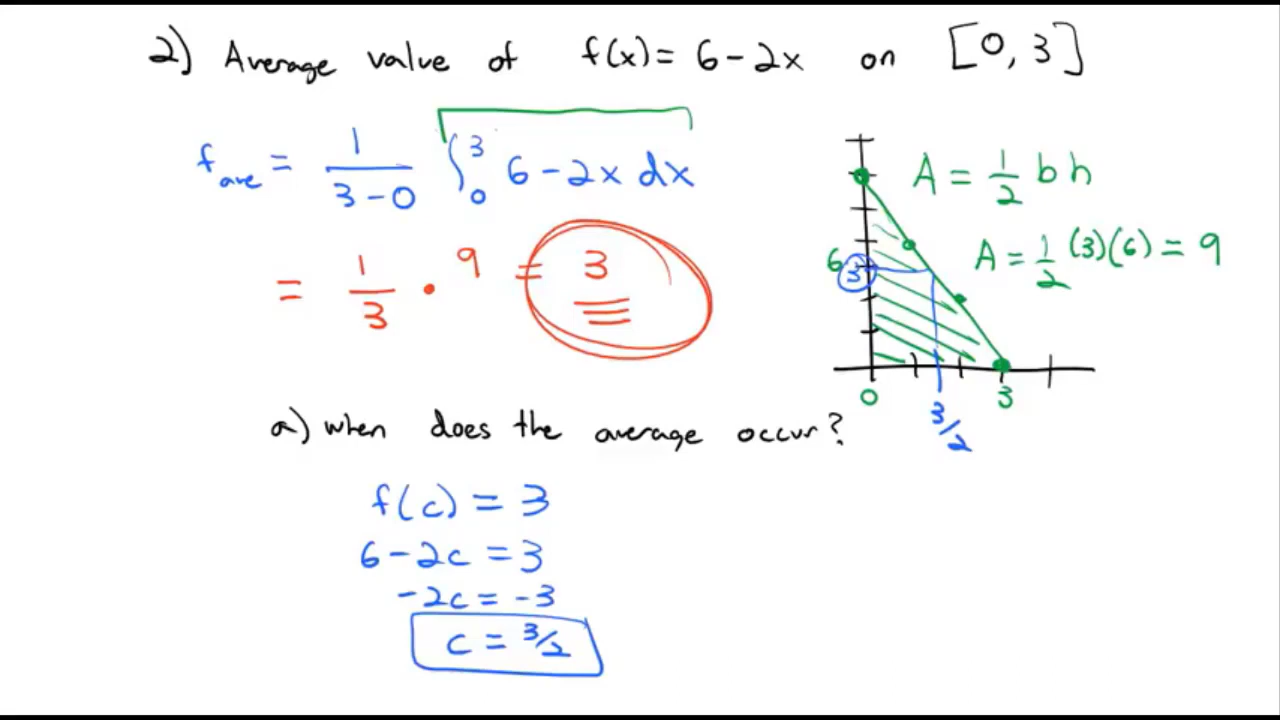 2) Average value of f(x) = 6 - 2x on [0, 3]
f_ave = 1/(3-0) ∫_0^3 6 - 2x dx
= 1/3 · 9 = 3
A = 1/2 b h
A = 1/2 (3)(6) = 9
6
3
0
3
3/2
a) when does the average occur?
f(c) = 3
6 - 2c = 3
-2c = -3
c = 3/2